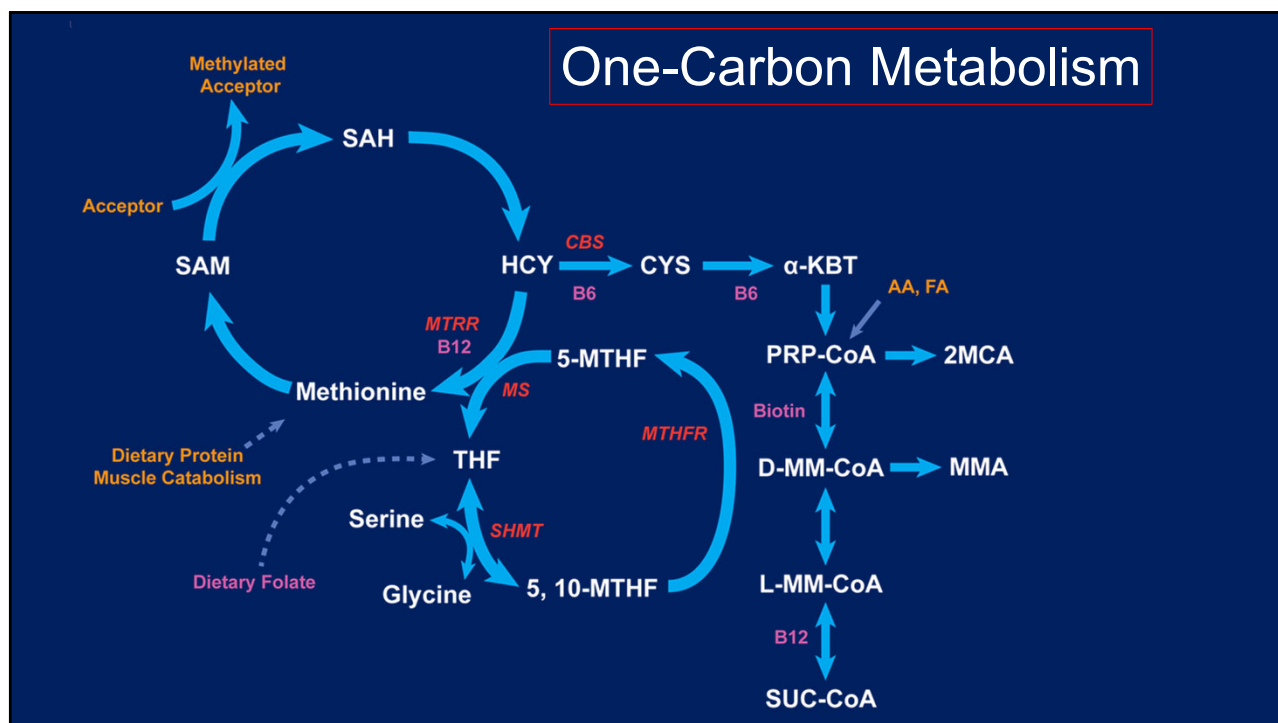 One-Carbon Metabolism
Methylated
Acceptor
SAH
Acceptor
SAM
HCY
CBS
B6
CYS
B6
α-KBT
AA, FA
MTRR
B12
5-MTHF
PRP-CoA
2MCA
Methionine
MS
Biotin
MTHFR
Dietary Protein
Muscle Catabolism
THF
D-MM-CoA
MMA
Serine
SHMT
Dietary Folate
Glycine
5, 10-MTHF
L-MM-CoA
B12
SUC-CoA